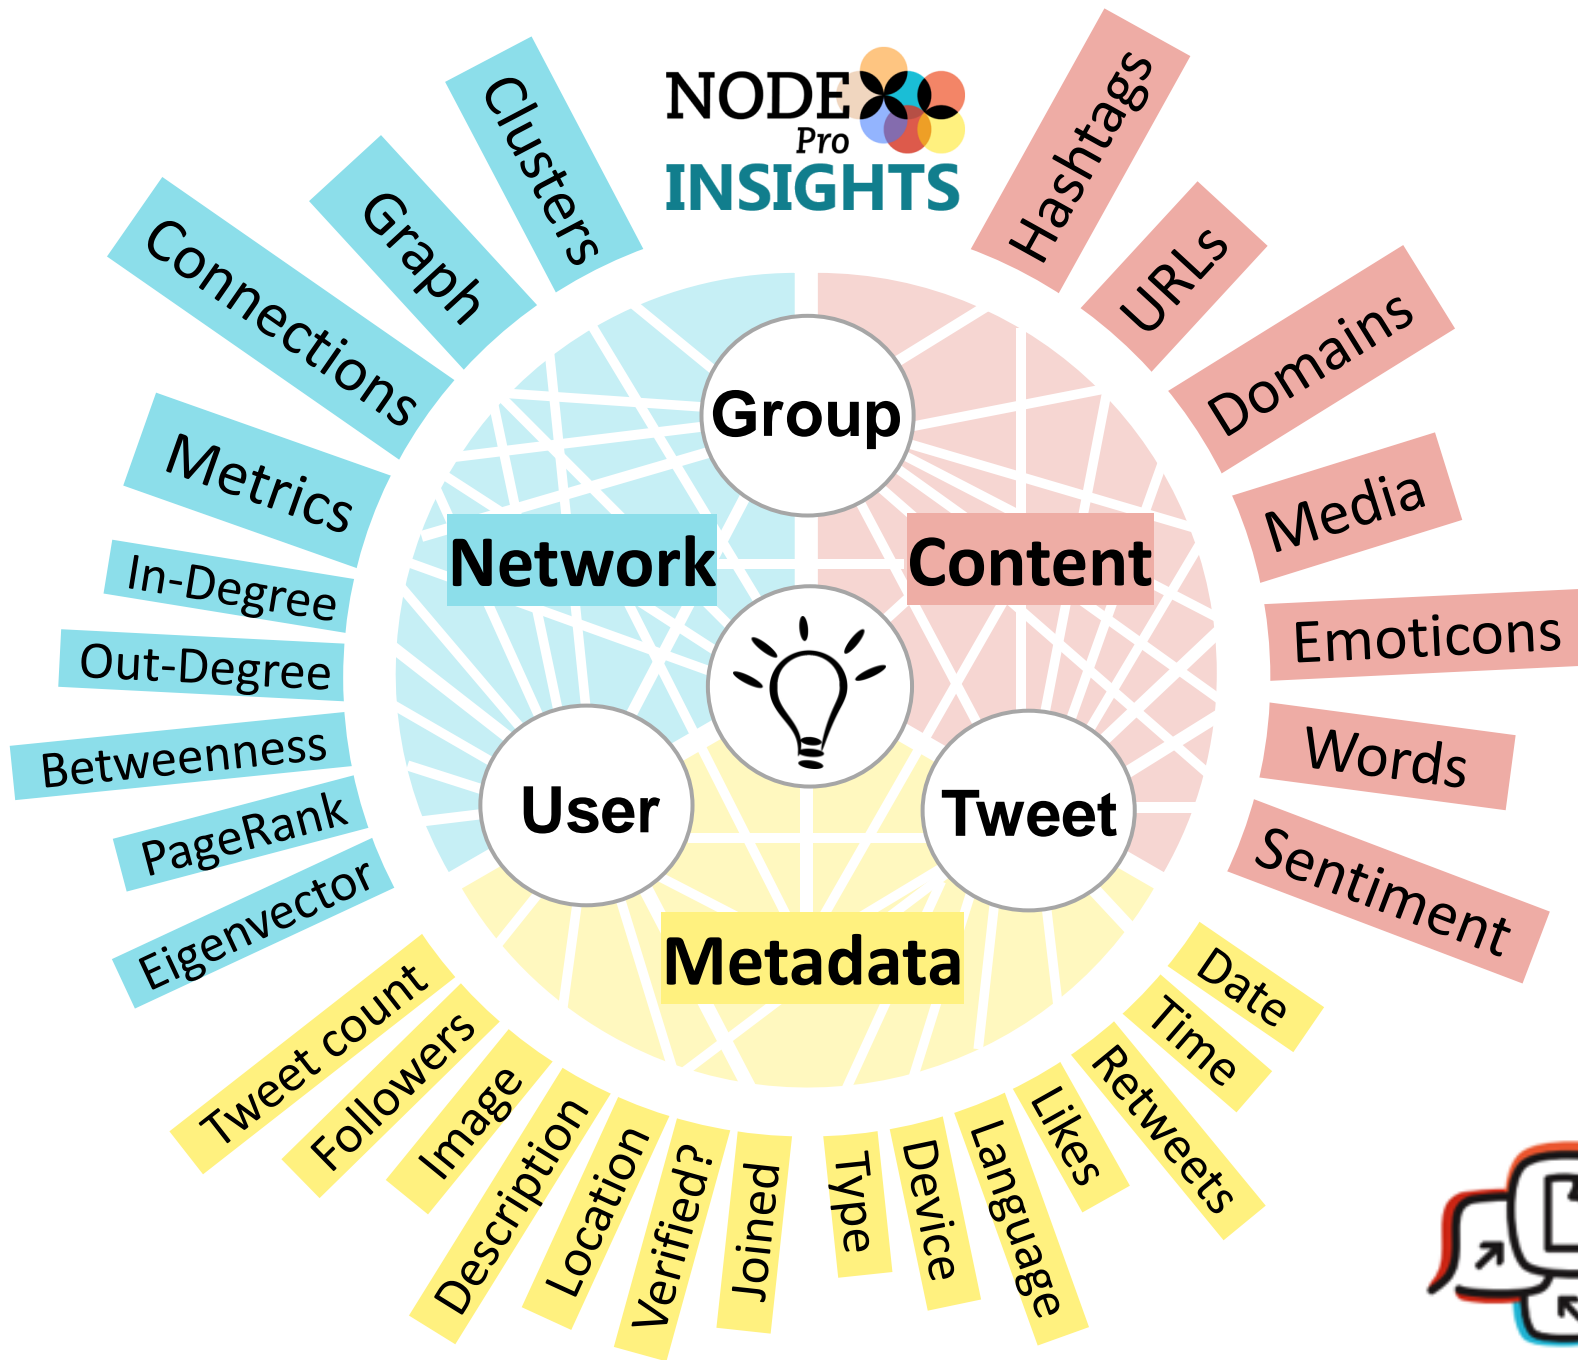 NODE
Pro
INSIGHTS
Clusters
Graph
Connections
Metrics
In-Degree
Out-Degree
Betweenness
PageRank
Eigenvector
Hashtags
URLs
Domains
Media
Emoticons
Words
Sentiment
Group
Network
Content
User
Tweet
Metadata
Tweet count
Followers
Image
Description
Location
Verified?
Joined
Type
Device
Language
Likes
Retweets
Time
Date